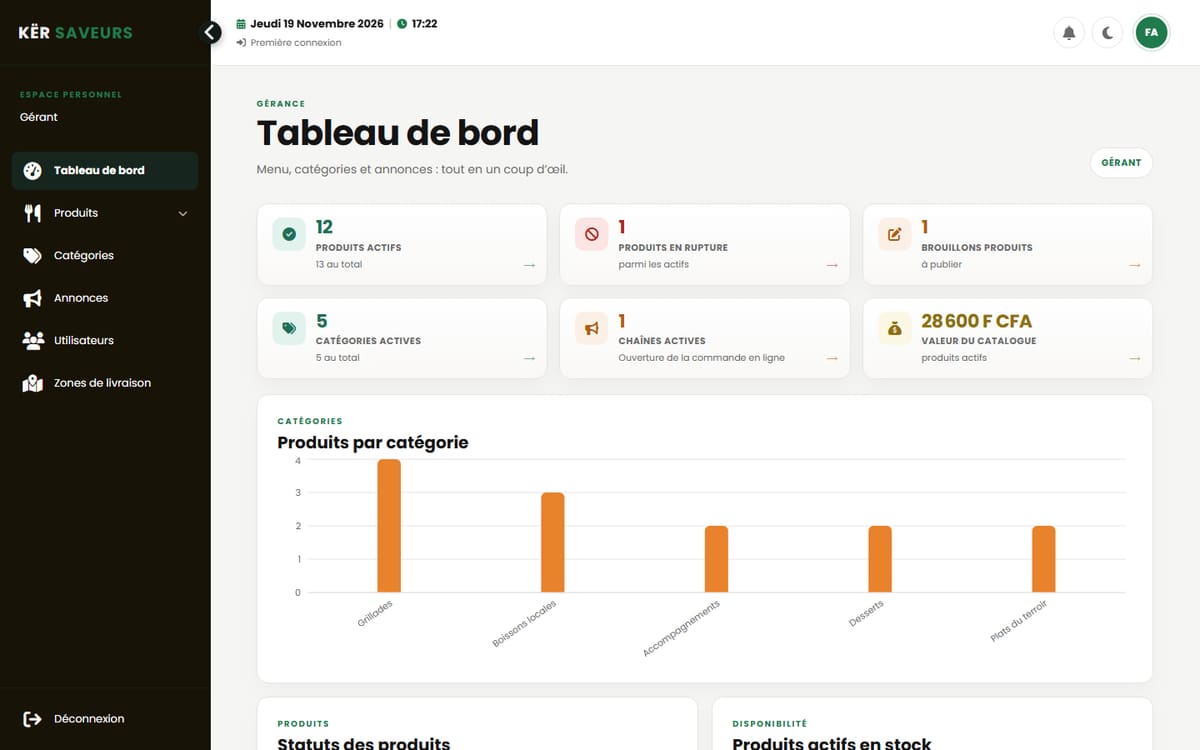 KËR SAVEURS
Jeudi 19 Novembre 2026 | 17:22
Première connexion
FA
ESPACE PERSONNEL
Gérant
Tableau de bord
Produits
Catégories
Annonces
Utilisateurs
Zones de livraison
Déconnexion
GÉRANCE
Tableau de bord
Menu, catégories et annonces : tout en un coup d'œil.
GÉRANT
12
PRODUITS ACTIFS
13 au total
→
1
PRODUITS EN RUPTURE
parmi les actifs
→
1
BROUILLONS PRODUITS
à publier
→
5
CATÉGORIES ACTIVES
5 au total
→
1
CHAÎNES ACTIVES
Ouverture de la commande en ligne
→
28 600 F CFA
VALEUR DU CATALOGUE
produits actifs
→
CATÉGORIES
Produits par catégorie
4
3
2
1
0
Grillades
Boissons locales
Accompagnements
Desserts
Plats du terroir
PRODUITS
Statuts des produits
DISPONIBILITÉ
Produits actifs en stock